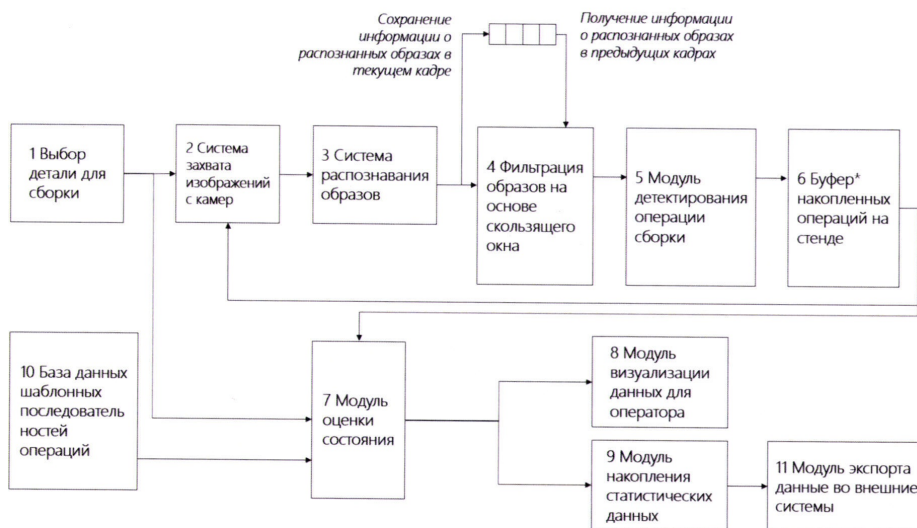 Сохранение
информации о
распознанных образах в
текущем кадре
Получение информации
о распознанных образах
в предыдущих кадрах
1 Выбор
детали для
сборки
2 Система
захвата
изображений
с камер
3 Система
распознавания
образов
4 Фильтрация
образов на
основе
скользящего
окна
5 Модуль
детектирования
операции
сборки
6 Буфер*
накопленных
операций на
стенде
10 База данных
шаблонных
последователь
ностей
операций
7 Модуль
оценки
состояния
8 Модуль
визуализации
данных для
оператора
9 Модуль
накопления
статистических
данных
11 Модуль экспорта
данные во внешние
системы